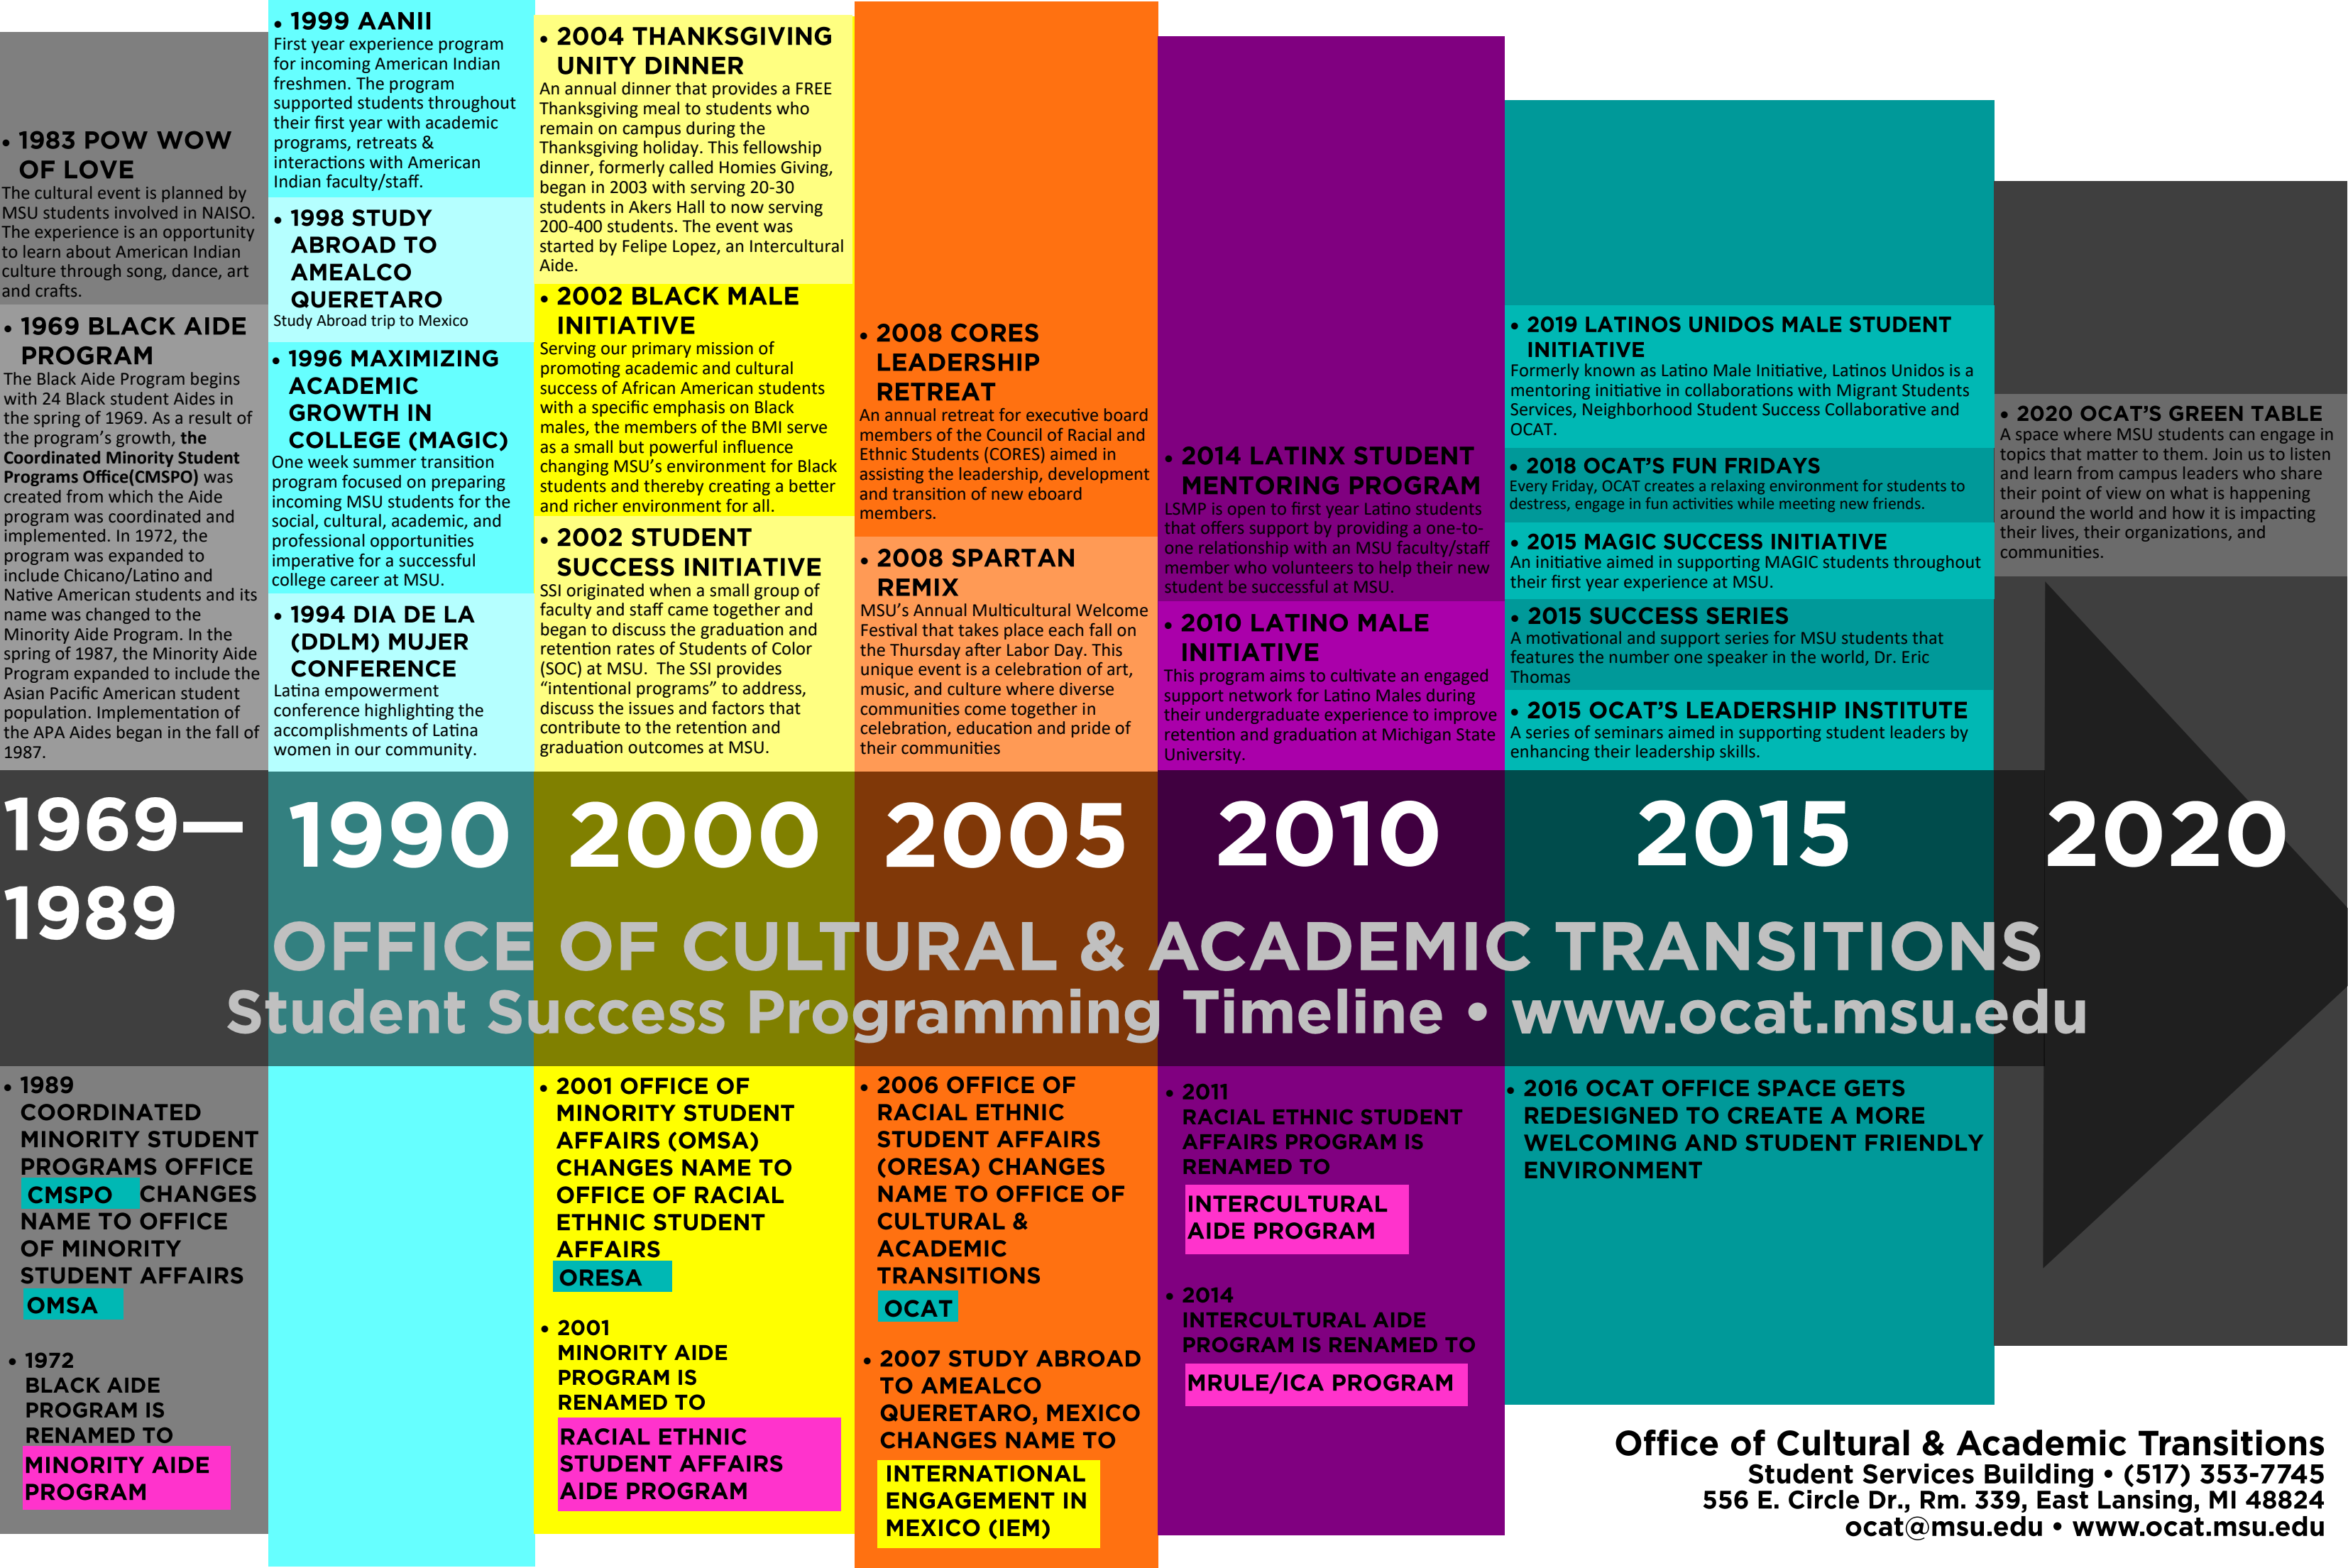 • 1983 POW WOW
OF LOVE
The cultural event is planned by
MSU students involved in NAISO.
The experience is an opportunity
to learn about American Indian
culture through song, dance, art
and crafts.
• 1969 BLACK AIDE
PROGRAM
The Black Aide Program begins
with 24 Black student Aides in
the spring of 1969. As a result of
the program's growth, the
Coordinated Minority Student
Programs Office(CMSPO) was
created from which the Aide
program was coordinated and
implemented. In 1972, the
program was expanded to
include Chicano/Latino and
Native American students and its
name was changed to the
Minority Aide Program. In the
spring of 1987, the Minority Aide
Program expanded to include the
Asian Pacific American student
population. Implementation of
the APA Aides began in the fall of
1987.
• 1999 AANII
First year experience program
for incoming American Indian
freshmen. The program
supported students throughout
their first year with academic
programs, retreats &
interactions with American
Indian faculty/staff.
• 1998 STUDY
ABROAD TO
AMEALCO
QUERETARO
Study Abroad trip to Mexico
• 1996 MAXIMIZING
ACADEMIC
GROWTH IN
COLLEGE (MAGIC)
One week summer transition
program focused on preparing
incoming MSU students for the
social, cultural, academic, and
professional opportunities
imperative for a successful
college career at MSU.
• 1994 DIA DE LA
(DDLM) MUJER
CONFERENCE
Latina empowerment
conference highlighting the
accomplishments of Latina
women in our community.
• 2004 THANKSGIVING
UNITY DINNER
An annual dinner that provides a FREE
Thanksgiving meal to students who
remain on campus during the
Thanksgiving holiday. This fellowship
dinner, formerly called Homies Giving,
began in 2003 with serving 20-30
students in Akers Hall to now serving
200-400 students. The event was
started by Felipe Lopez, an Intercultural
Aide.
• 2002 BLACK MALE
INITIATIVE
Serving our primary mission of
promoting academic and cultural
success of African American students
with a specific emphasis on Black
males, the members of the BMI serve
as a small but powerful influence
changing MSU's environment for Black
students and thereby creating a better
and richer environment for all.
• 2002 STUDENT
SUCCESS INITIATIVE
SSI originated when a small group of
faculty and staff came together and
began to discuss the graduation and
retention rates of Students of Color
(SOC) at MSU. The SSI provides
"intentional programs" to address,
discuss the issues and factors that
contribute to the retention and
graduation outcomes at MSU.
• 2008 CORES
LEADERSHIP
RETREAT
An annual retreat for executive board
members of the Council of Racial and
Ethnic Students (CORES) aimed in
assisting the leadership, development
and transition of new eboard
members.
• 2008 SPARTAN
REMIX
MSU's Annual Multicultural Welcome
Festival that takes place each fall on
the Thursday after Labor Day. This
unique event is a celebration of art,
music, and culture where diverse
communities come together in
celebration, education and pride of
their communities
• 2014 LATINX STUDENT
MENTORING PROGRAM
LSMP is open to first year Latino students
that offers support by providing a one-to-
one relationship with an MSU faculty/staff
member who volunteers to help their new
student be successful at MSU.
• 2010 LATINO MALE
INITIATIVE
This program aims to cultivate an engaged
support network for Latino Males during
their undergraduate experience to improve
retention and graduation at Michigan State
University.
• 2019 LATINOS UNIDOS MALE STUDENT
INITIATIVE
Formerly known as Latino Male Initiative, Latinos Unidos is a
mentoring initiative in collaborations with Migrant Students
Services, Neighborhood Student Success Collaborative and
OCAT.
• 2018 OCAT'S FUN FRIDAYS
Every Friday, OCAT creates a relaxing environment for students to
destress, engage in fun activities while meeting new friends.
• 2015 MAGIC SUCCESS INITIATIVE
An initiative aimed in supporting MAGIC students throughout
their first year experience at MSU.
• 2015 SUCCESS SERIES
A motivational and support series for MSU students that
features the number one speaker in the world, Dr. Eric
Thomas
• 2015 OCAT'S LEADERSHIP INSTITUTE
A series of seminars aimed in supporting student leaders by
enhancing their leadership skills.
• 2020 OCAT'S GREEN TABLE
A space where MSU students can engage in
topics that matter to them. Join us to listen
and learn from campus leaders who share
their point of view on what is happening
around the world and how it is impacting
their lives, their organizations, and
communities.
1969—
1989
1990
2000
2005
2010
2015
2020
OFFICE OF CULTURAL & ACADEMIC TRANSITIONS
Student Success Programming Timeline • www.ocat.msu.edu
• 1989
COORDINATED
MINORITY STUDENT
PROGRAMS OFFICE
CMSPO CHANGES
NAME TO OFFICE
OF MINORITY
STUDENT AFFAIRS
OMSA
• 1972
BLACK AIDE
PROGRAM IS
RENAMED TO
MINORITY AIDE
PROGRAM
• 2001 OFFICE OF
MINORITY STUDENT
AFFAIRS (OMSA)
CHANGES NAME TO
OFFICE OF RACIAL
ETHNIC STUDENT
AFFAIRS
ORESA
• 2001
MINORITY AIDE
PROGRAM IS
RENAMED TO
RACIAL ETHNIC
STUDENT AFFAIRS
AIDE PROGRAM
• 2006 OFFICE OF
RACIAL ETHNIC
STUDENT AFFAIRS
(ORESA) CHANGES
NAME TO OFFICE OF
CULTURAL &
ACADEMIC
TRANSITIONS
OCAT
• 2007 STUDY ABROAD
TO AMEALCO
QUERETARO, MEXICO
CHANGES NAME TO
INTERNATIONAL
ENGAGEMENT IN
MEXICO (IEM)
• 2011
RACIAL ETHNIC STUDENT
AFFAIRS PROGRAM IS
RENAMED TO
INTERCULTURAL
AIDE PROGRAM
• 2014
INTERCULTURAL AIDE
PROGRAM IS RENAMED TO
MRULE/ICA PROGRAM
• 2016 OCAT OFFICE SPACE GETS
REDESIGNED TO CREATE A MORE
WELCOMING AND STUDENT FRIENDLY
ENVIRONMENT
Office of Cultural & Academic Transitions
Student Services Building • (517) 353-7745
556 E. Circle Dr., Rm. 339, East Lansing, MI 48824
ocat@msu.edu • www.ocat.msu.edu